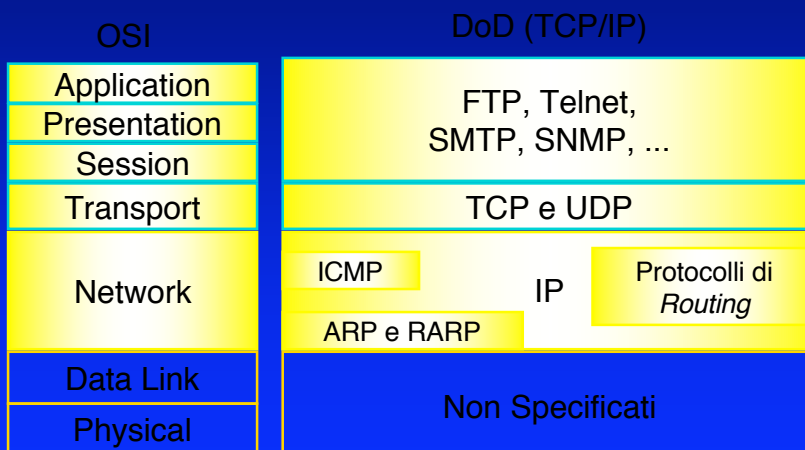 OSI
DoD (TCP/IP)
Application
Presentation
Session
Transport
Network
Data Link
Physical
FTP, Telnet,
SMTP, SNMP, ...
TCP e UDP
ICMP
IP
Protocolli di
Routing
ARP e RARP
Non Specificati